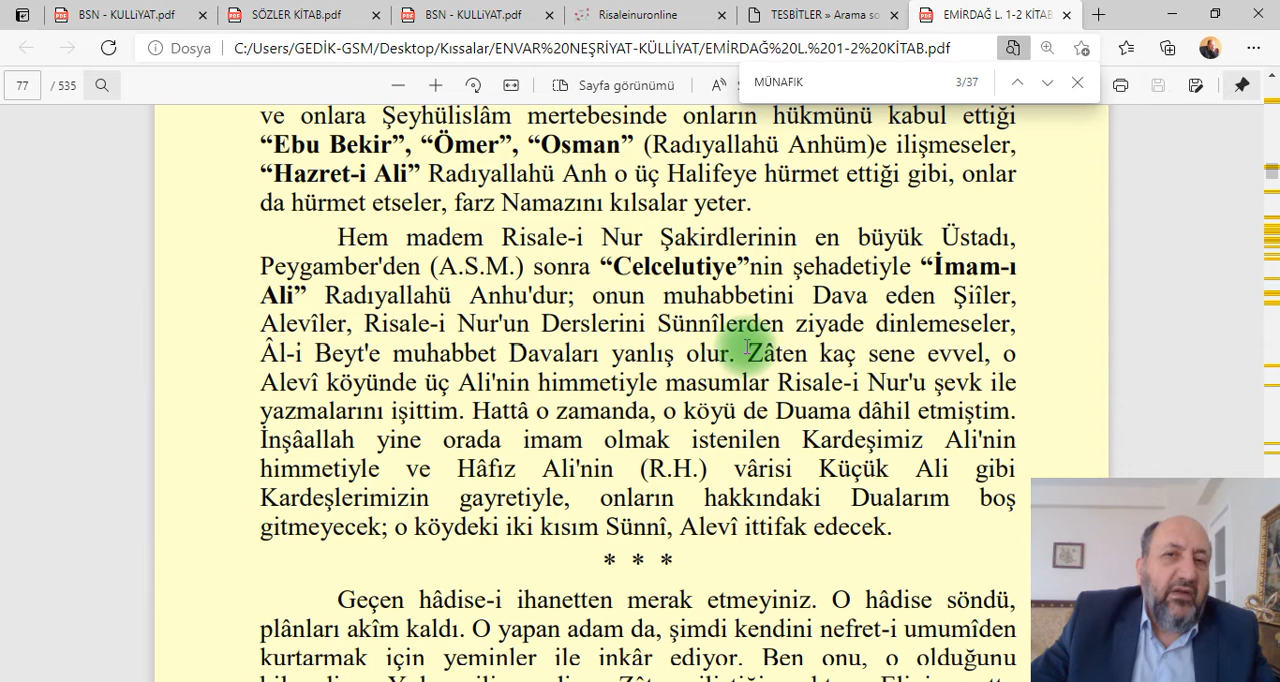 BSN - KULLiYAT.pdf
SÖZLER KİTAB.pdf
BSN - KULLiYAT.pdf
Risaleinuronline
TESBİTLER » Arama so
EMİRDAĞ L. 1-2 KİTAB
Dosya
C:/Users/GEDİK-GSM/Desktop/Kıssalar/ENVAR%20NEŞRİYAT-KÜLLİYAT/EMİRDAĞ%20L.%201-2%20KİTAB.pdf
77 / 535
Sayfa görünümü
MÜNAFIK
3/37
ve onlara Şeyhülislâm mertebesinde onların hükmünü kabul ettiği
“Ebu Bekir”, “Ömer”, “Osman” (Radıyallahü Anhüm)e ilişmeseler,
“Hazret-i Ali” Radıyallahü Anh o üç Halifeye hürmet ettiği gibi, onlar
da hürmet etseler, farz Namazını kılsalar yeter.
Hem madem Risale-i Nur Şakirdlerinin en büyük Üstadı,
Peygamber'den (A.S.M.) sonra “Celcelutiye”nin şehadetiyle “İmam-ı
Ali” Radıyallahü Anhu'dur; onun muhabbetini Dava eden Şiîler,
Alevîler, Risale-i Nur'un Derslerini Sünnîlerden ziyade dinlemeseler,
Âl-i Beyt'e muhabbet Davaları yanlış olur. Zâten kaç sene evvel, o
Alevî köyünde üç Ali'nin himmetiyle masumlar Risale-i Nur'u şevk ile
yazmalarını işittim. Hattâ o zamanda, o köyü de Duama dâhil etmiştim.
İnşâallah yine orada imam olmak istenilen Kardeşimiz Ali'nin
himmetiyle ve Hâfız Ali'nin (R.H.) vârisi Küçük Ali gibi
Kardeşlerimizin gayretiyle, onların hakkındaki Dualarım boş
gitmeyecek; o köydeki iki kısım Sünnî, Alevî ittifak edecek.
* * *
Geçen hâdise-i ihanetten merak etmeyiniz. O hâdise söndü,
plânları akîm kaldı. O yapan adam da, şimdi kendini nefret-i umumîden
kurtarmak için yeminler ile inkâr ediyor. Ben onu, o olduğunu